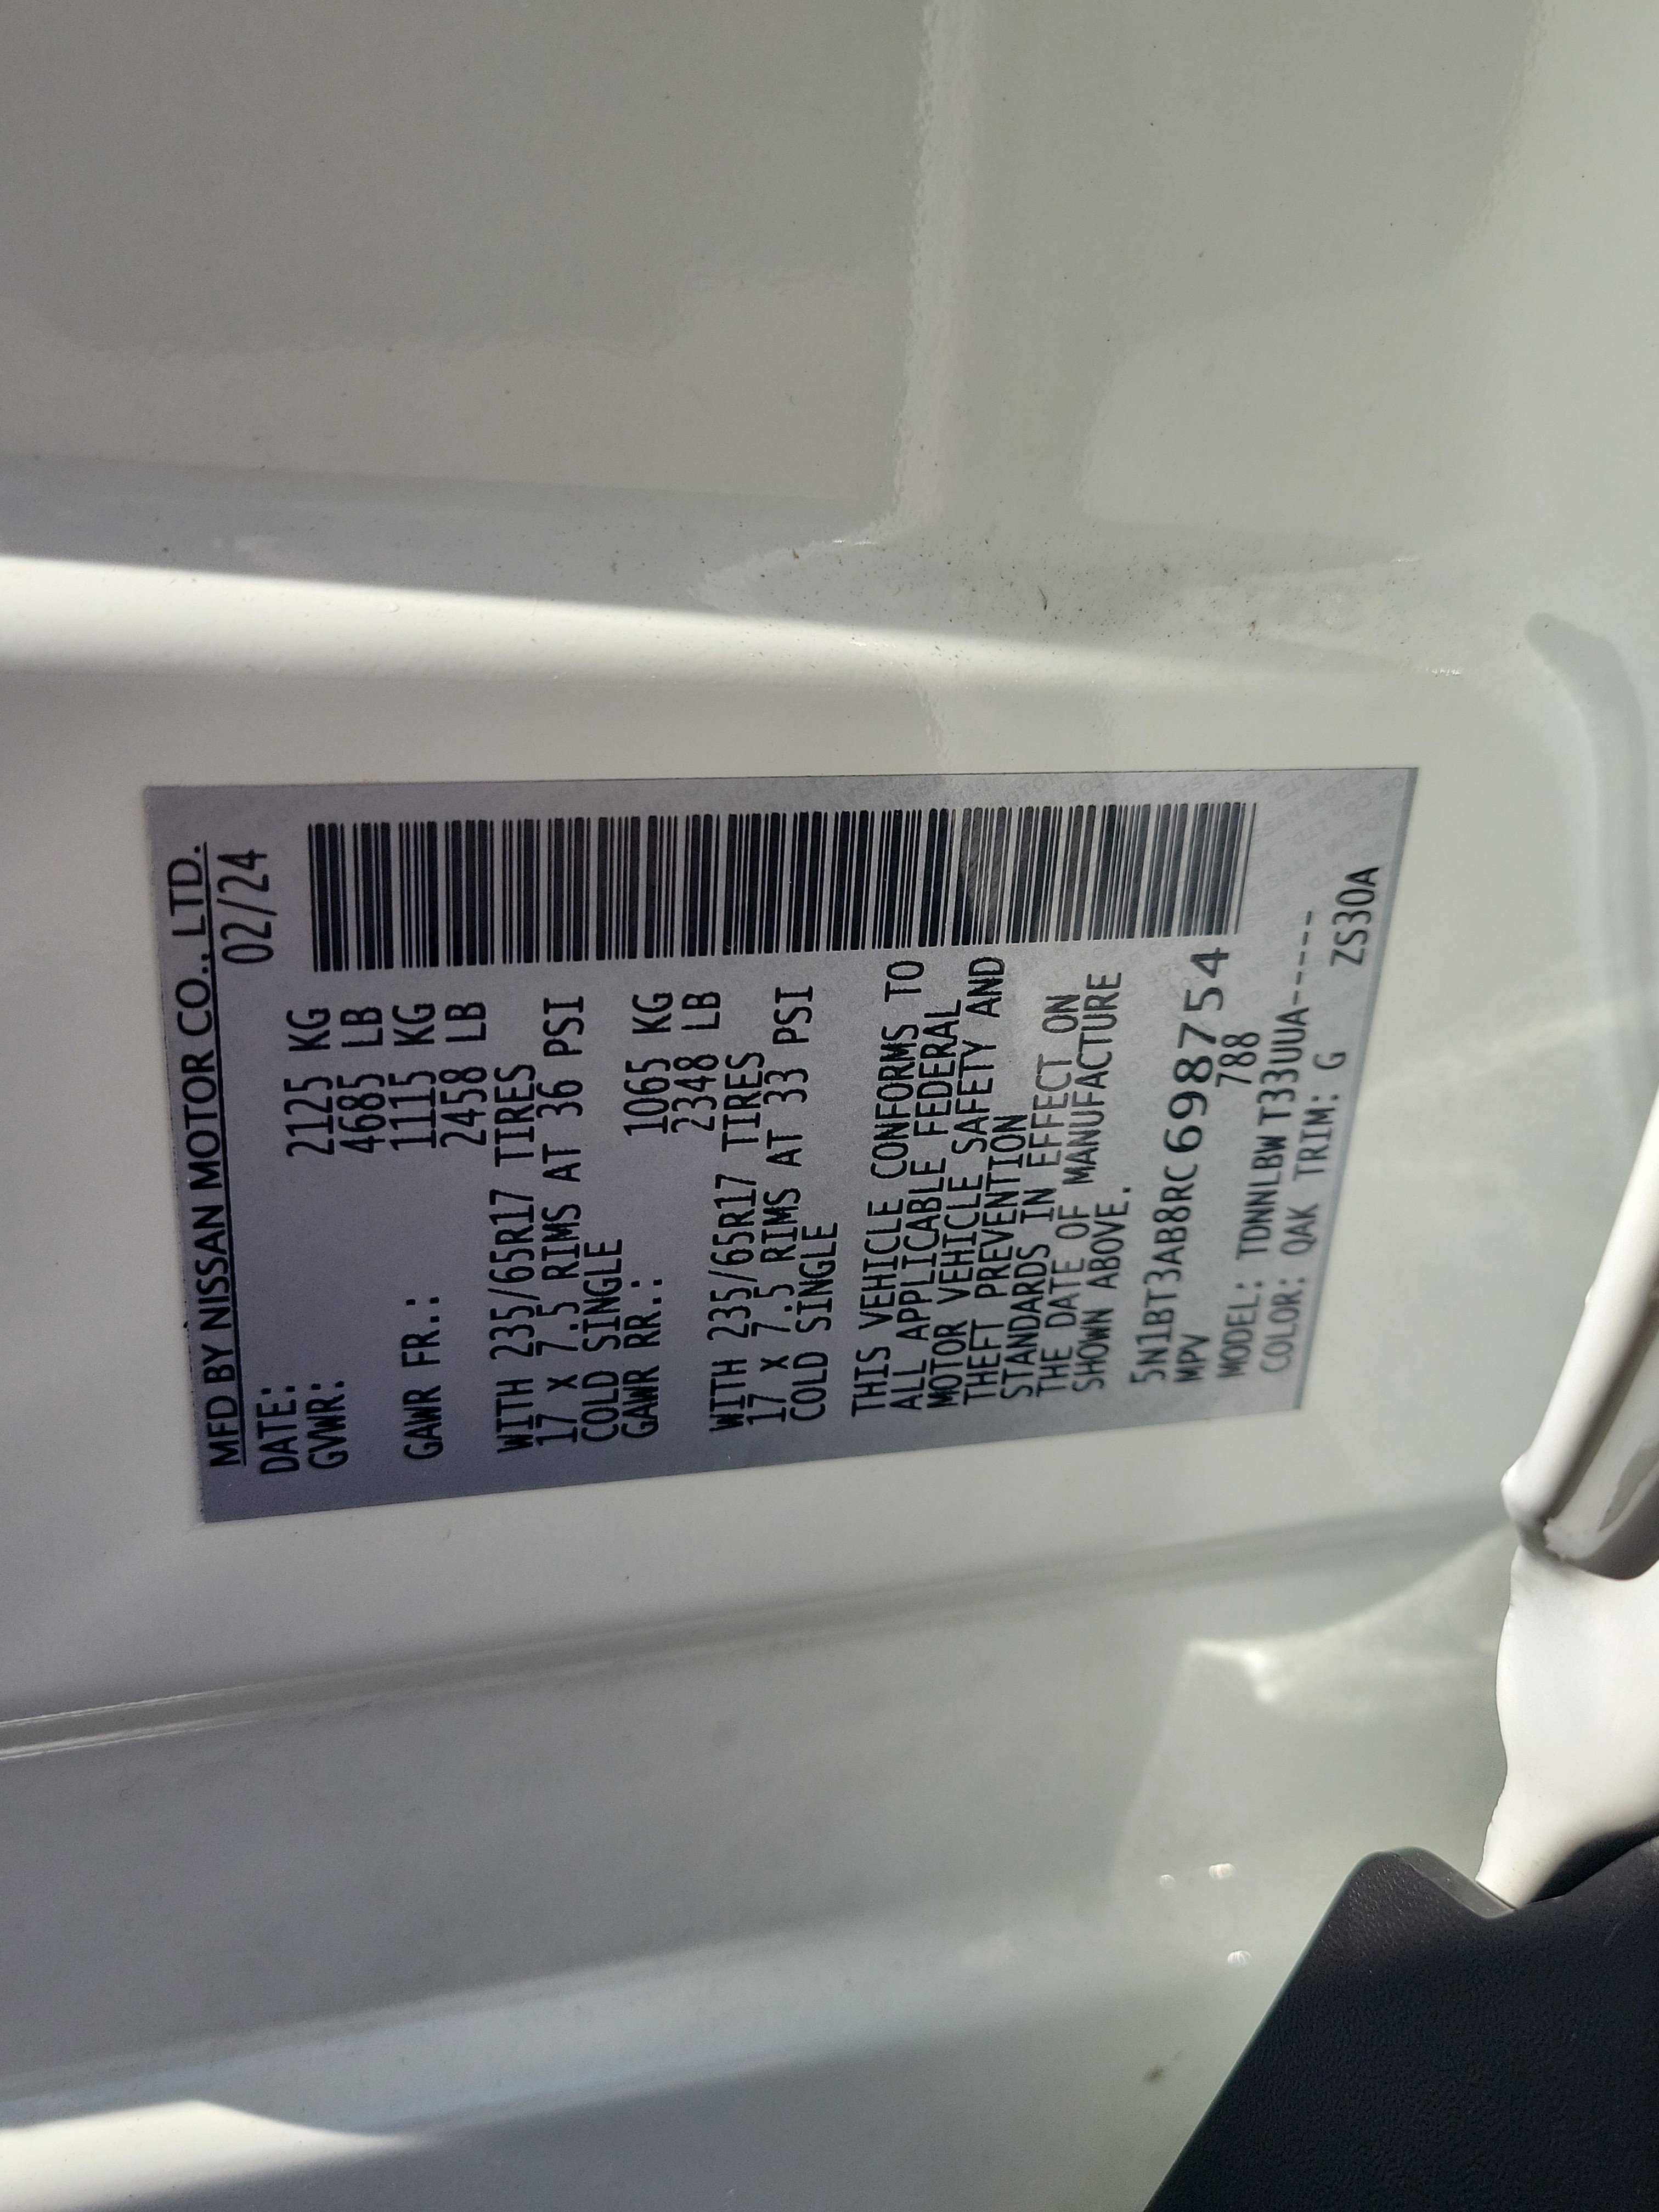 MFD BY NISSAN MOTOR CO., LTD.
DATE: 02/24
GVWR: 2125 KG
4685 LB
GAWR FR.: 1115 KG
2458 LB
WITH 235/65R17 TIRES
17 X 7.5 RIMS AT 36 PSI
COLD SINGLE
GAWR RR.: 1065 KG
2348 LB
WITH 235/65R17 TIRES
17 X 7.5 RIMS AT 33 PSI
COLD SINGLE
THIS VEHICLE CONFORMS TO
ALL APPLICABLE FEDERAL
MOTOR VEHICLE SAFETY AND
THEFT PREVENTION
STANDARDS IN EFFECT ON
THE DATE OF MANUFACTURE
SHOWN ABOVE.
5N1BT3AB8RC698754
MPV 788
MODEL: TDNNLBW T33UUA------
COLOR: QAK TRIM: G ZS30A